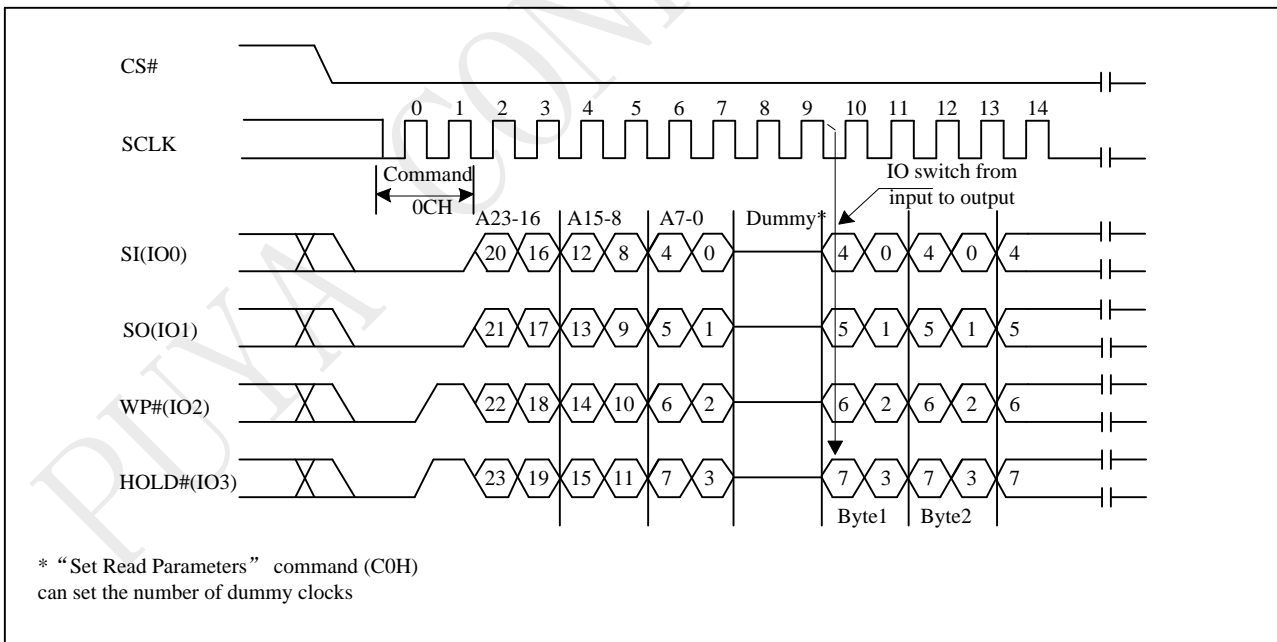 PUYA CON
CS#
0 1 2 3 4 5 6 7 8 9 10 11 12 13 14
SCLK
Command
0CH
IO switch from
input to output
A23-16 A15-8 A7-0 Dummy*
SI(IO0) 20 16 12 8 4 0 4 0 4 0 4
SO(IO1) 21 17 13 9 5 1 5 1 5 1 5
WP#(IO2) 22 18 14 10 6 2 6 2 6 2 6
HOLD#(IO3) 23 19 15 11 7 3 7 3 7 3 7
Byte1 Byte2
* “Set Read Parameters” command (C0H)
can set the number of dummy clocks